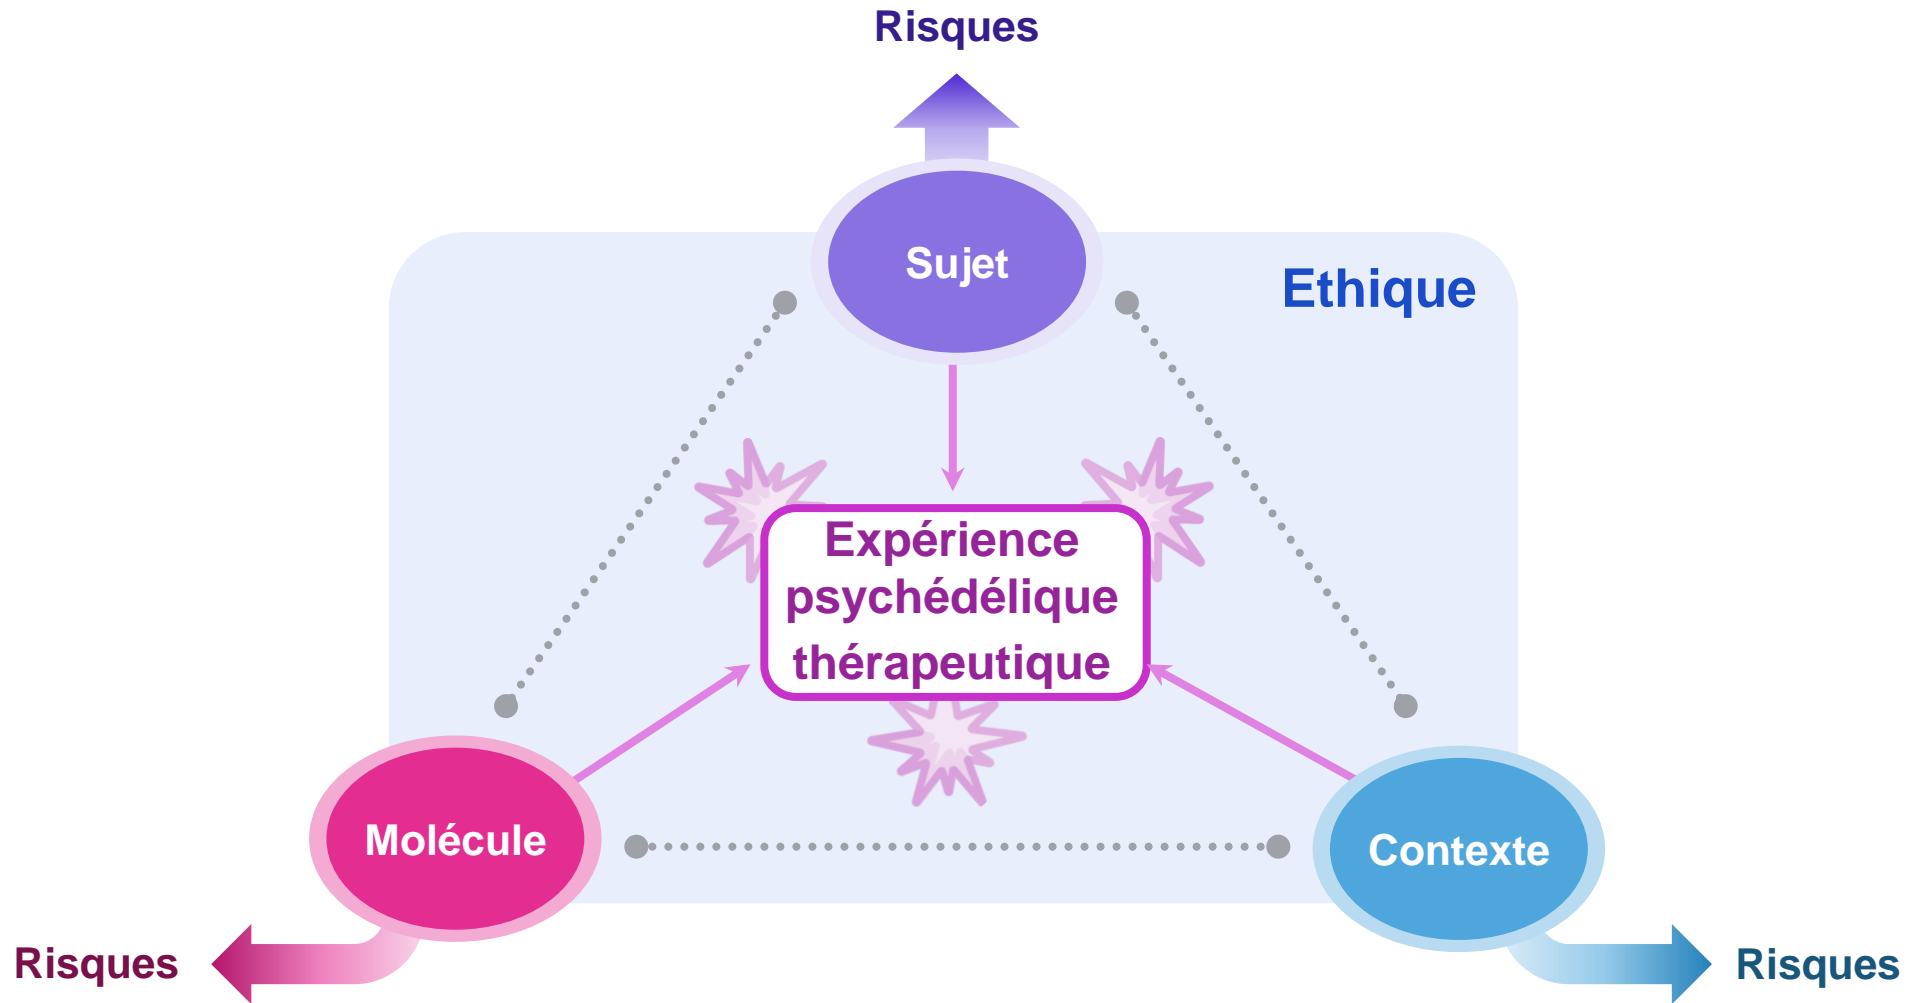 Risques
Sujet
Ethique
Expérience
psychédélique
thérapeutique
Molécule
Contexte
Risques
Risques